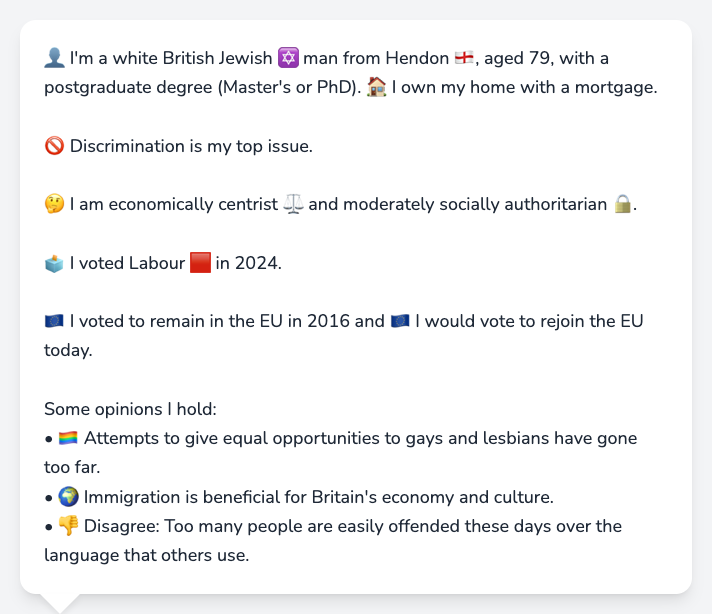 👤 I'm a white British Jewish ✡️ man from Hendon 🏴󠁧󠁢󠁥󠁮󠁧󠁿, aged 79, with a
postgraduate degree (Master's or PhD). 🏠 I own my home with a mortgage.
🚫 Discrimination is my top issue.
🤔 I am economically centrist ⚖️ and moderately socially authoritarian 🔒.
🗳️ I voted Labour 🟥 in 2024.
🇪🇺 I voted to remain in the EU in 2016 and 🇪🇺 I would vote to rejoin the EU
today.
Some opinions I hold:
• 🏳️‍🌈 Attempts to give equal opportunities to gays and lesbians have gone
too far.
• 🌍 Immigration is beneficial for Britain's economy and culture.
• 👎 Disagree: Too many people are easily offended these days over the
language that others use.